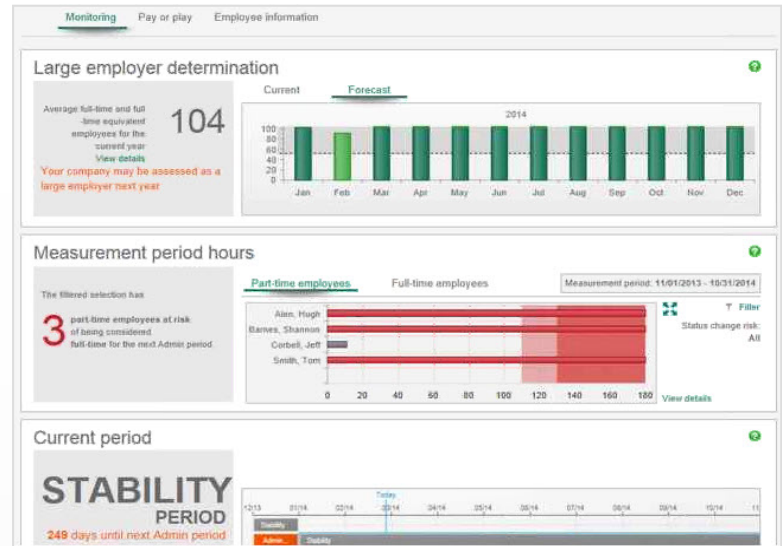 Monitoring Pay or play Employee information
Large employer determination
Average full-time and full
-time equivalent
employees for the
current year
104
View details
Your company may be assessed as a
large employer next year
Current Forecast
2014
100
80
60
40
20
0
Jan Feb Mar Apr May Jun Jul Aug Sep Oct Nov Dec
Measurement period hours
The filtered selection has
3
part-time employees at risk
of being considered
full-time for the next Admin period
Part-time employees Full-time employees
Measurement period: 11/01/2013 - 10/31/2014
Alen, Hugh
Barnes, Shannon
Corbell, Jeff
Smith, Tom
0 20 40 60 80 100 120 140 160 180
Filter
Status change risk:
All
View details
Current period
STABILITY
PERIOD
249 days until next Admin period
Today
12/13 01/14 02/14 03/14 04/14 05/14 06/14 07/14 08/14 09/14 10/14 11
Stability
Admin... Stability